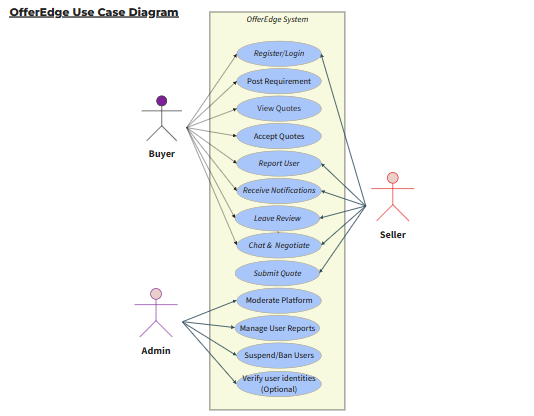 OfferEdge Use Case Diagram
OfferEdge System
Register/Login
Post Requirement
View Quotes
Accept Quotes
Report User
Receive Notifications
Leave Review
Chat & Negotiate
Submit Quote
Moderate Platform
Manage User Reports
Suspend/Ban Users
Verify user identities
(Optional)
Buyer
Seller
Admin